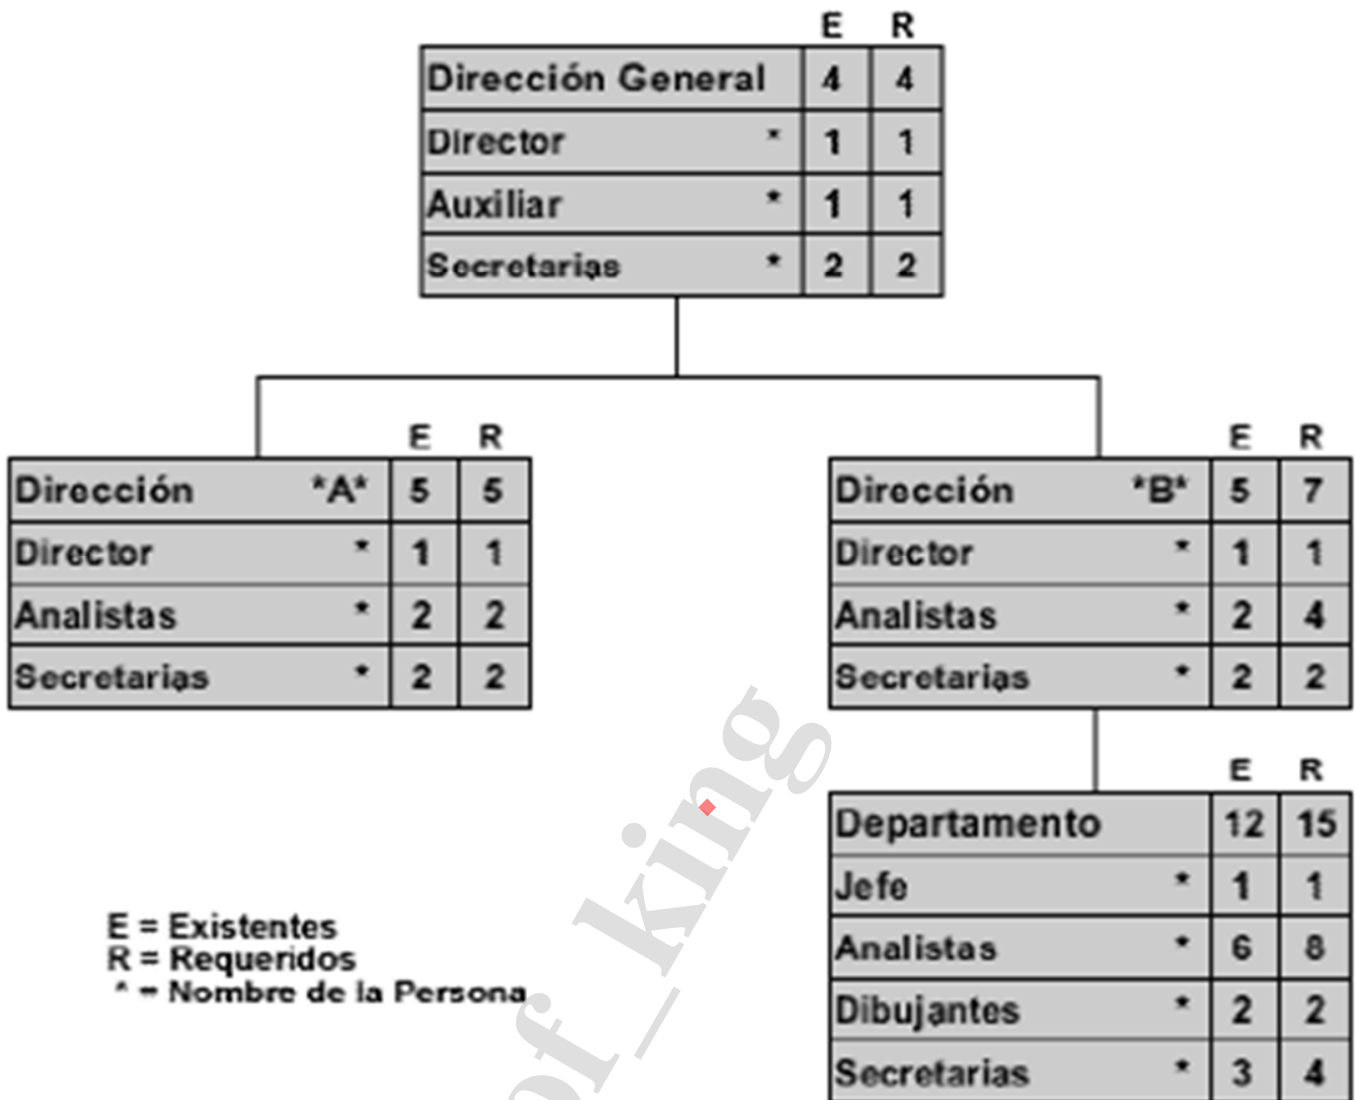 E R
Dirección General 4 4
Director * 1 1
Auxiliar * 1 1
Secretarias * 2 2
E R
Dirección *A* 5 5
Director * 1 1
Analistas * 2 2
Secretarias * 2 2
E R
Dirección *B* 5 7
Director * 1 1
Analistas * 2 4
Secretarias * 2 2
E R
Departamento 12 15
Jefe * 1 1
Analistas * 6 8
Dibujantes * 2 2
Secretarias * 3 4
E = Existentes
R = Requeridos
* = Nombre de la Persona
of_king